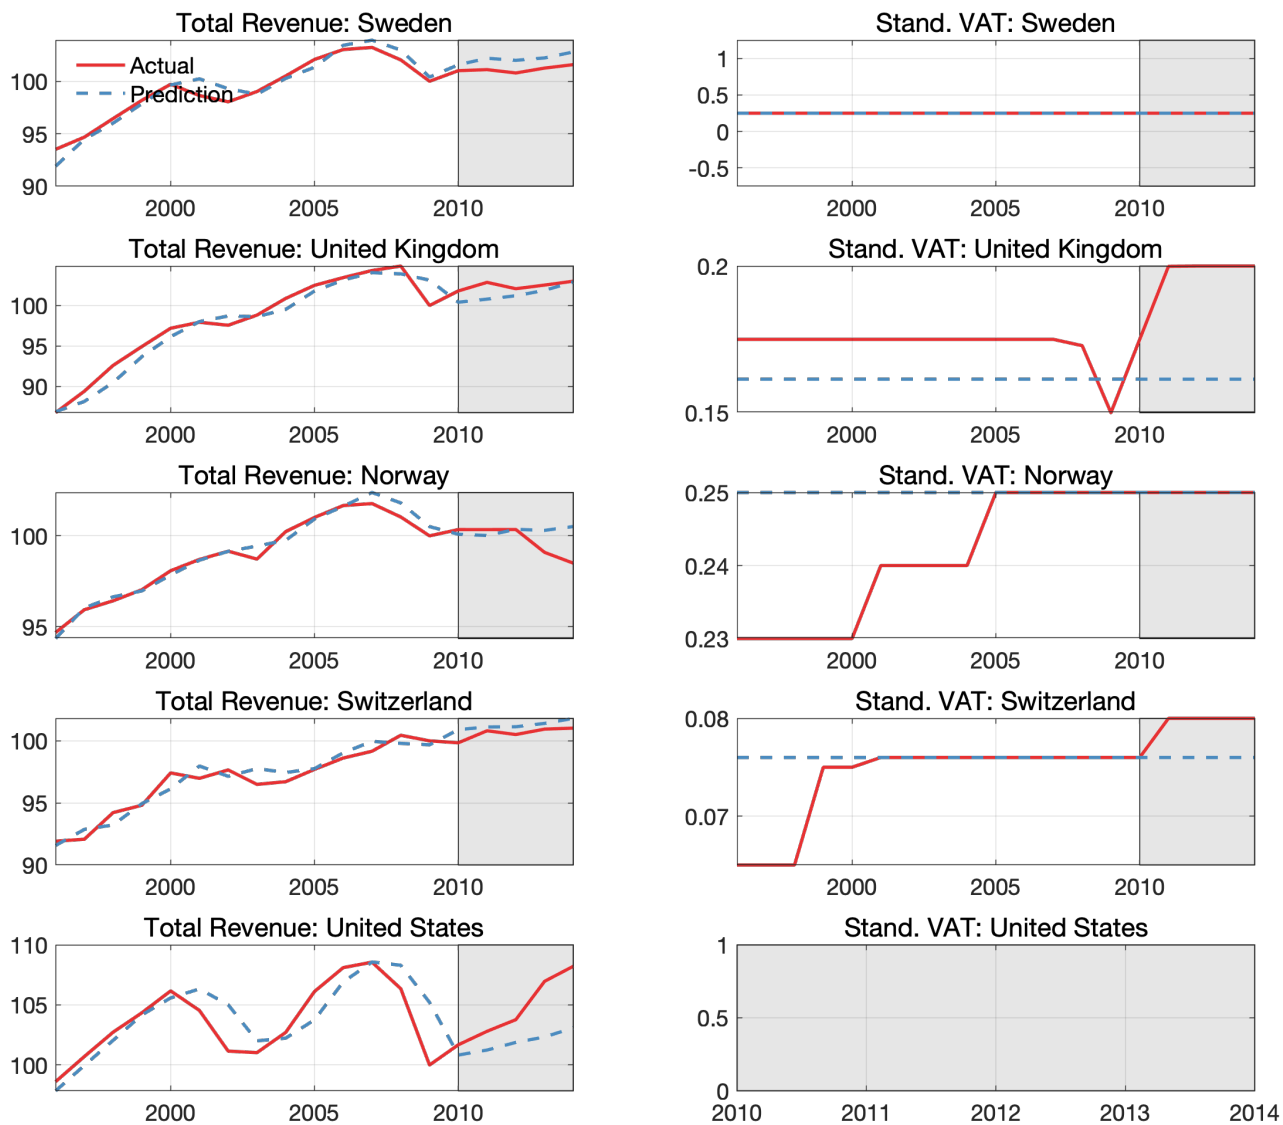 Total Revenue: Sweden
Actual
Prediction
100
95
90
2000 2005 2010
Stand. VAT: Sweden
1
0.5
0
-0.5
2000 2005 2010
Total Revenue: United Kingdom
100
95
90
2000 2005 2010
Stand. VAT: United Kingdom
0.2
0.15
2000 2005 2010
Total Revenue: Norway
100
95
2000 2005 2010
Stand. VAT: Norway
0.25
0.24
0.23
2000 2005 2010
Total Revenue: Switzerland
100
95
90
2000 2005 2010
Stand. VAT: Switzerland
0.08
0.07
2000 2005 2010
Total Revenue: United States
110
105
100
2000 2005 2010
Stand. VAT: United States
1
0.5
0
2010 2011 2012 2013 2014